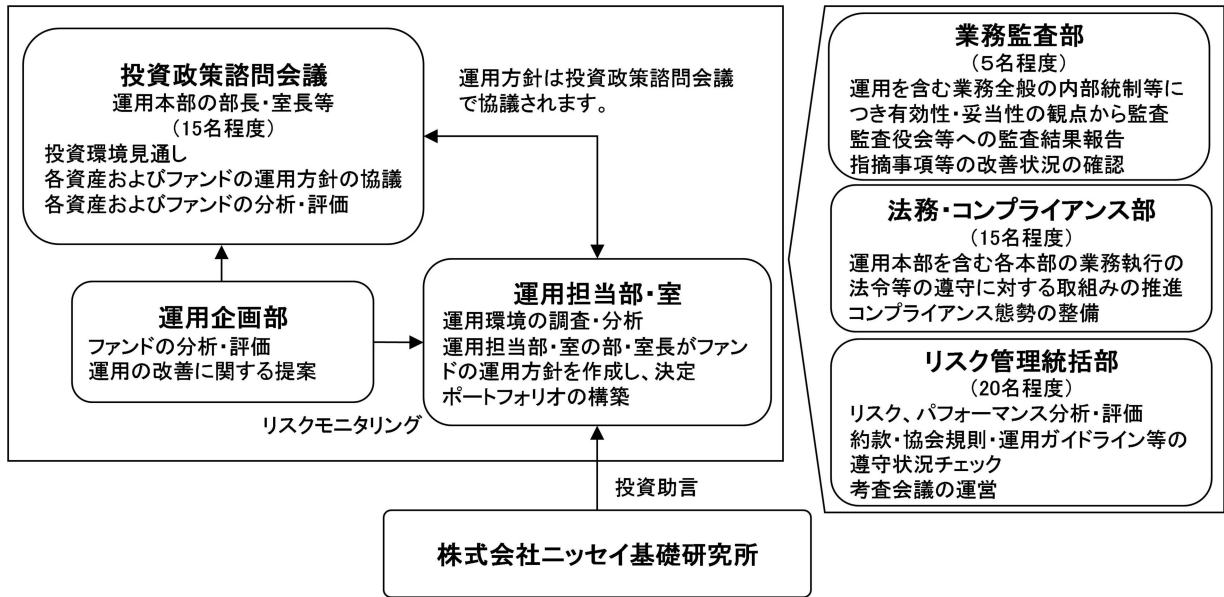 投資政策諮問会議
運用本部の部長・室長等
(15名程度)
投資環境見通し
各資産およびファンドの運用方針の協議
各資産およびファンドの分析・評価
運用方針は投資政策諮問会議
で協議されます。
運用企画部
ファンドの分析・評価
運用の改善に関する提案
リスクモニタリング
運用担当部・室
運用環境の調査・分析
運用担当部・室の部・室長がファン
ドの運用方針を作成し、決定
ポートフォリオの構築
投資助言
株式会社ニッセイ基礎研究所
業務監査部
(5名程度)
運用を含む業務全般の内部統制等に
つき有効性・妥当性の観点から監査
監査役会等への監査結果報告
指摘事項等の改善状況の確認
法務・コンプライアンス部
(15名程度)
運用本部を含む各本部の業務執行の
法令等の遵守に対する取組みの推進
コンプライアンス態勢の整備
リスク管理統括部
(20名程度)
リスク、パフォーマンス分析・評価
約款・協会規則・運用ガイドライン等の
遵守状況チェック
考査会議の運営